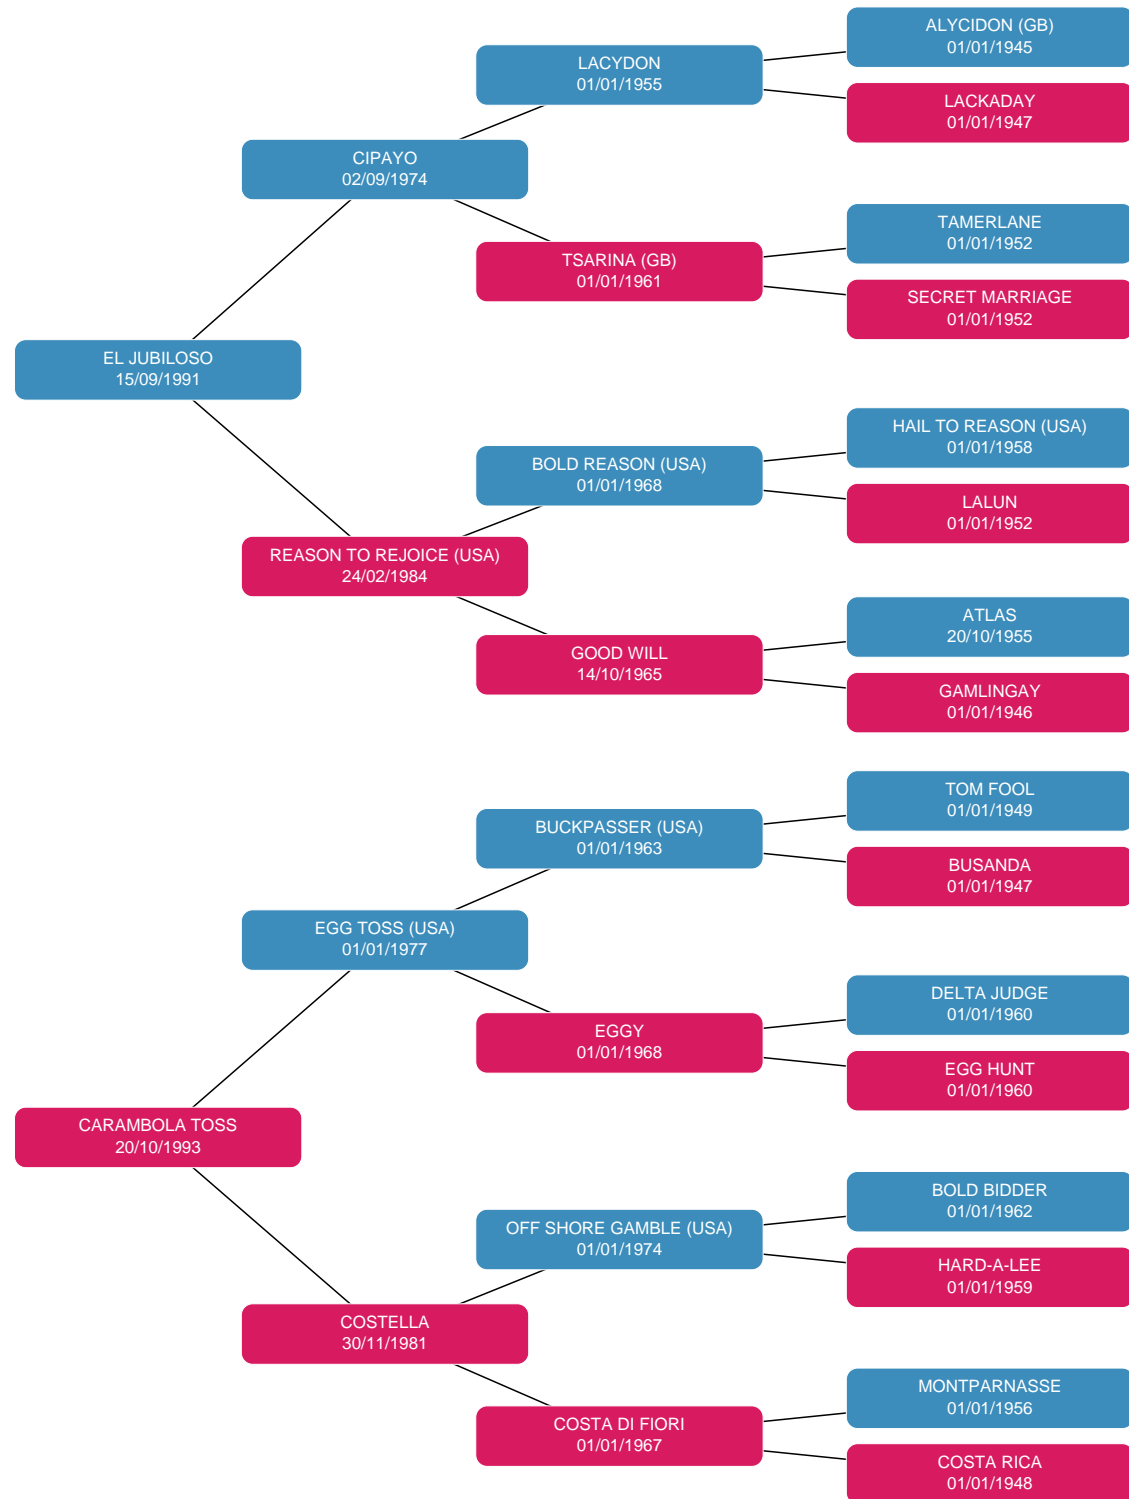 ALYCIDON (GB)
01/01/1945
LACYDON
01/01/1955
LACKADAY
01/01/1947
CIPAYO
02/09/1974
TAMERLANE
01/01/1952
TSARINA (GB)
01/01/1961
SECRET MARRIAGE
01/01/1952
EL JUBILOSO
15/09/1991
HAIL TO REASON (USA)
01/01/1958
BOLD REASON (USA)
01/01/1968
LALUN
01/01/1952
REASON TO REJOICE (USA)
24/02/1984
ATLAS
20/10/1955
GOOD WILL
14/10/1965
GAMLINGAY
01/01/1946
TOM FOOL
01/01/1949
BUCKPASSER (USA)
01/01/1963
BUSANDA
01/01/1947
EGG TOSS (USA)
01/01/1977
DELTA JUDGE
01/01/1960
EGGY
01/01/1968
EGG HUNT
01/01/1960
CARAMBOLA TOSS
20/10/1993
BOLD BIDDER
01/01/1962
OFF SHORE GAMBLE (USA)
01/01/1974
HARD-A-LEE
01/01/1959
COSTELLA
30/11/1981
MONTPARNASSE
01/01/1956
COSTA DI FIORI
01/01/1967
COSTA RICA
01/01/1948